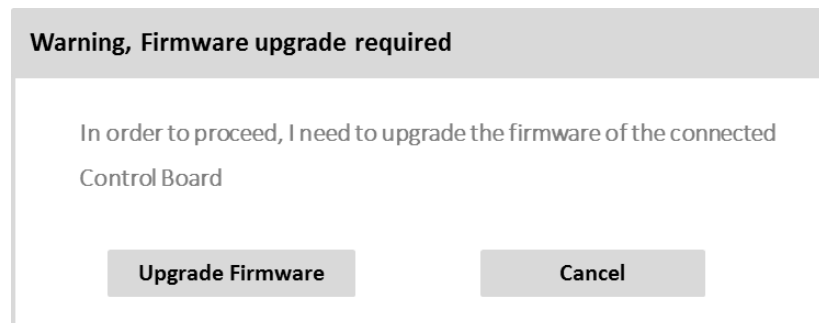 Warning, Firmware upgrade required
In order to proceed, I need to upgrade the firmware of the connected
Control Board
Upgrade Firmware
Cancel